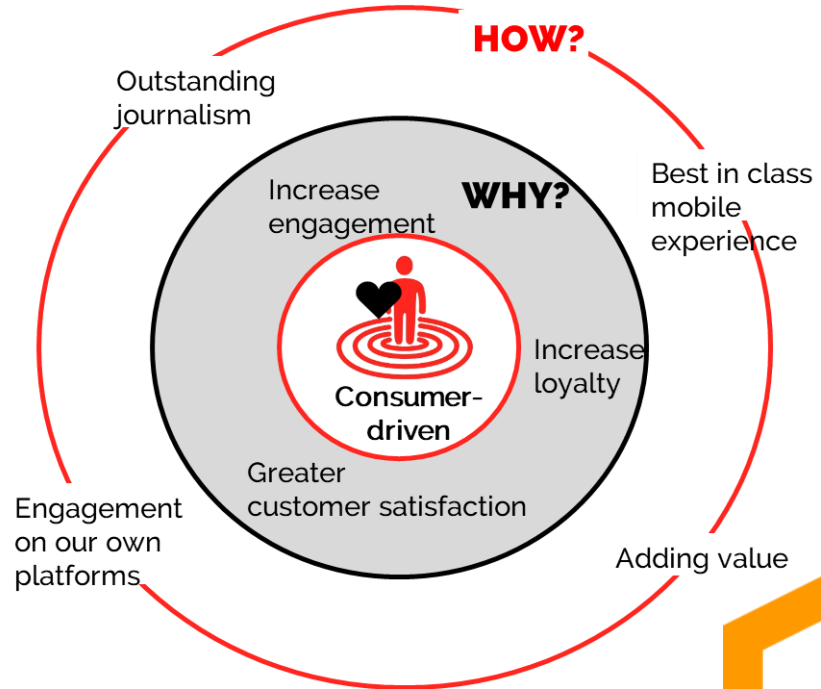 HOW?
Outstanding
journalism
Best in class
mobile
experience
WHY?
Increase
engagement
Increase
loyalty
Consumer-
driven
Greater
customer satisfaction
Engagement
on our own
platforms
Adding value